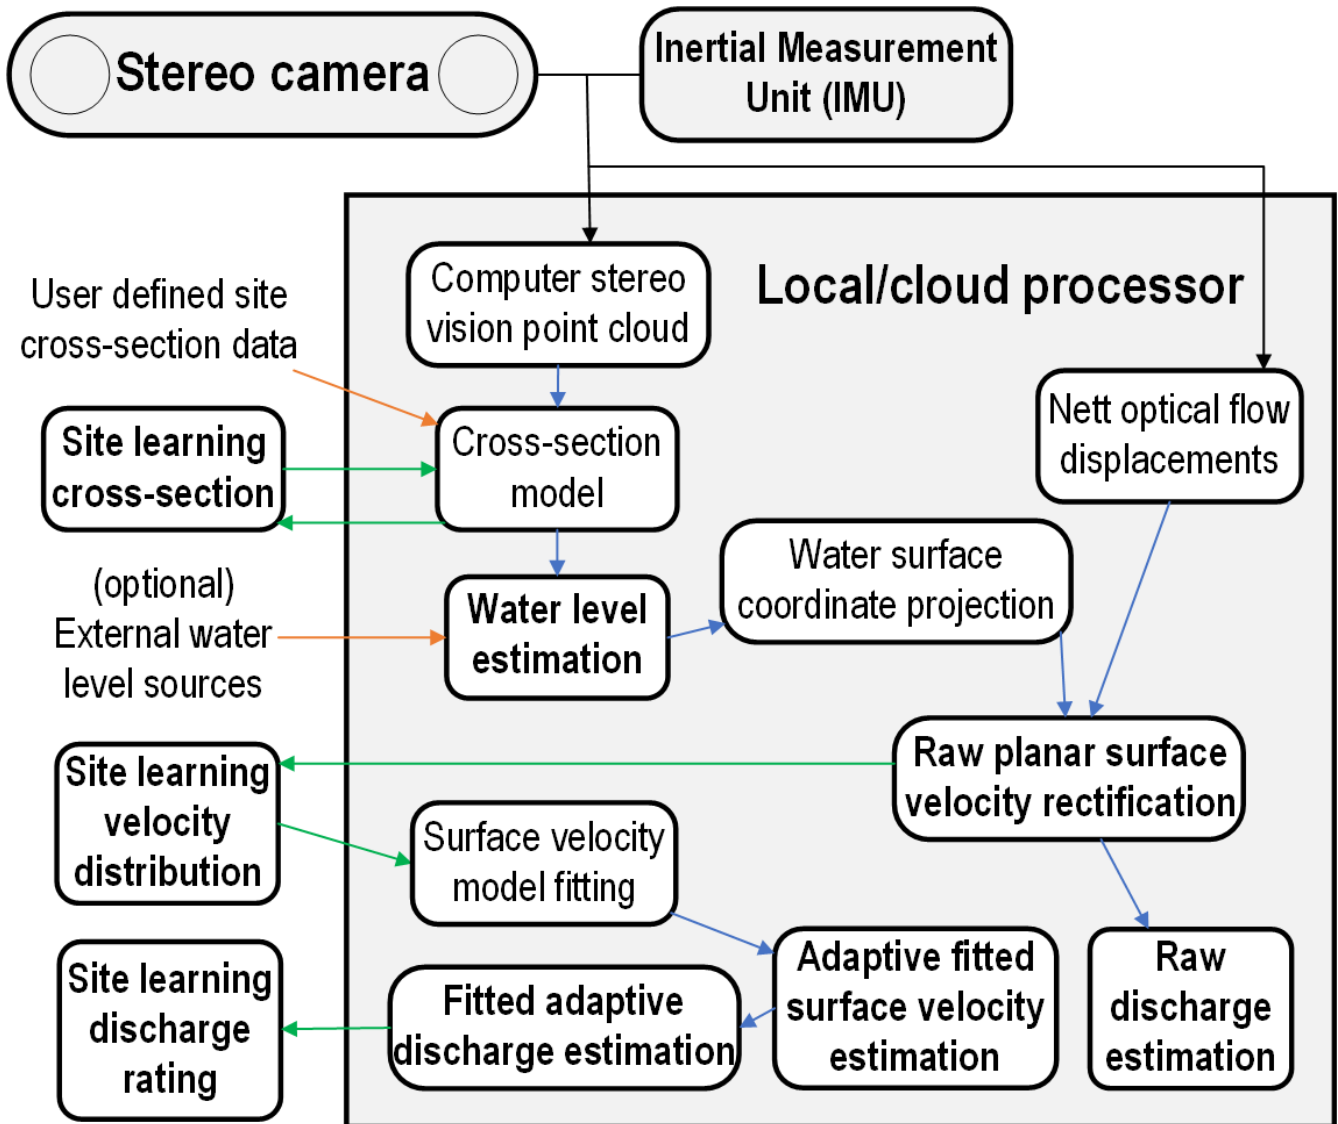 Stereo camera
Inertial Measurement
Unit (IMU)
Local/cloud processor
Computer stereo
vision point cloud
User defined site
cross-section data
Nett optical flow
displacements
Site learning
cross-section
Cross-section
model
Water surface
coordinate projection
(optional)
External water
level sources
Water level
estimation
Raw planar surface
velocity rectification
Site learning
velocity
distribution
Surface velocity
model fitting
Adaptive fitted
surface velocity
estimation
Raw
discharge
estimation
Site learning
discharge
rating
Fitted adaptive
discharge estimation